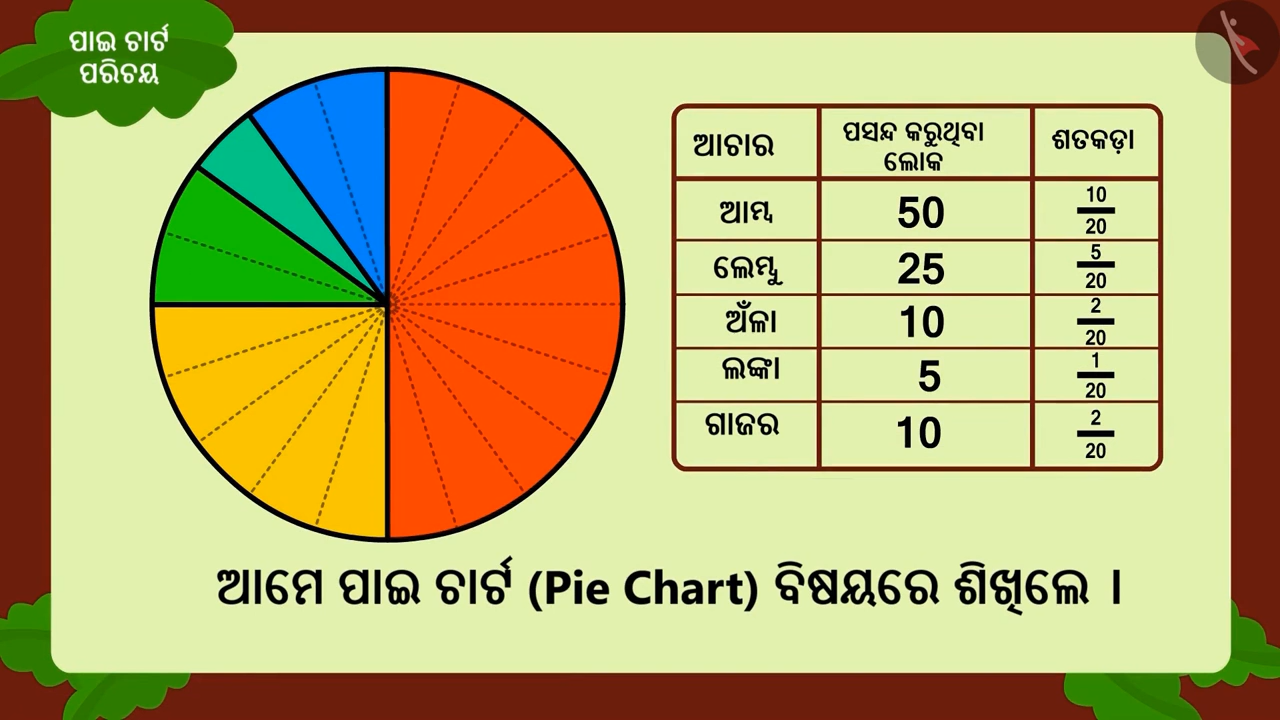 ପାଇ ଚାର୍ଟ
ପରିଚୟ
ଆଚାର ପସନ୍ଦ କରୁଥିବା ଲୋକ ଶତକଡ଼ା
ଆମ୍ବ 50 10/20
ଲେମ୍ବୁ 25 5/20
ଅଁଳା 10 2/20
ଲଙ୍କା 5 1/20
ଗାଜର 10 2/20
ଆମେ ପାଇ ଚାର୍ଟ (Pie Chart) ବିଷୟରେ ଶିଖିଲେ ।